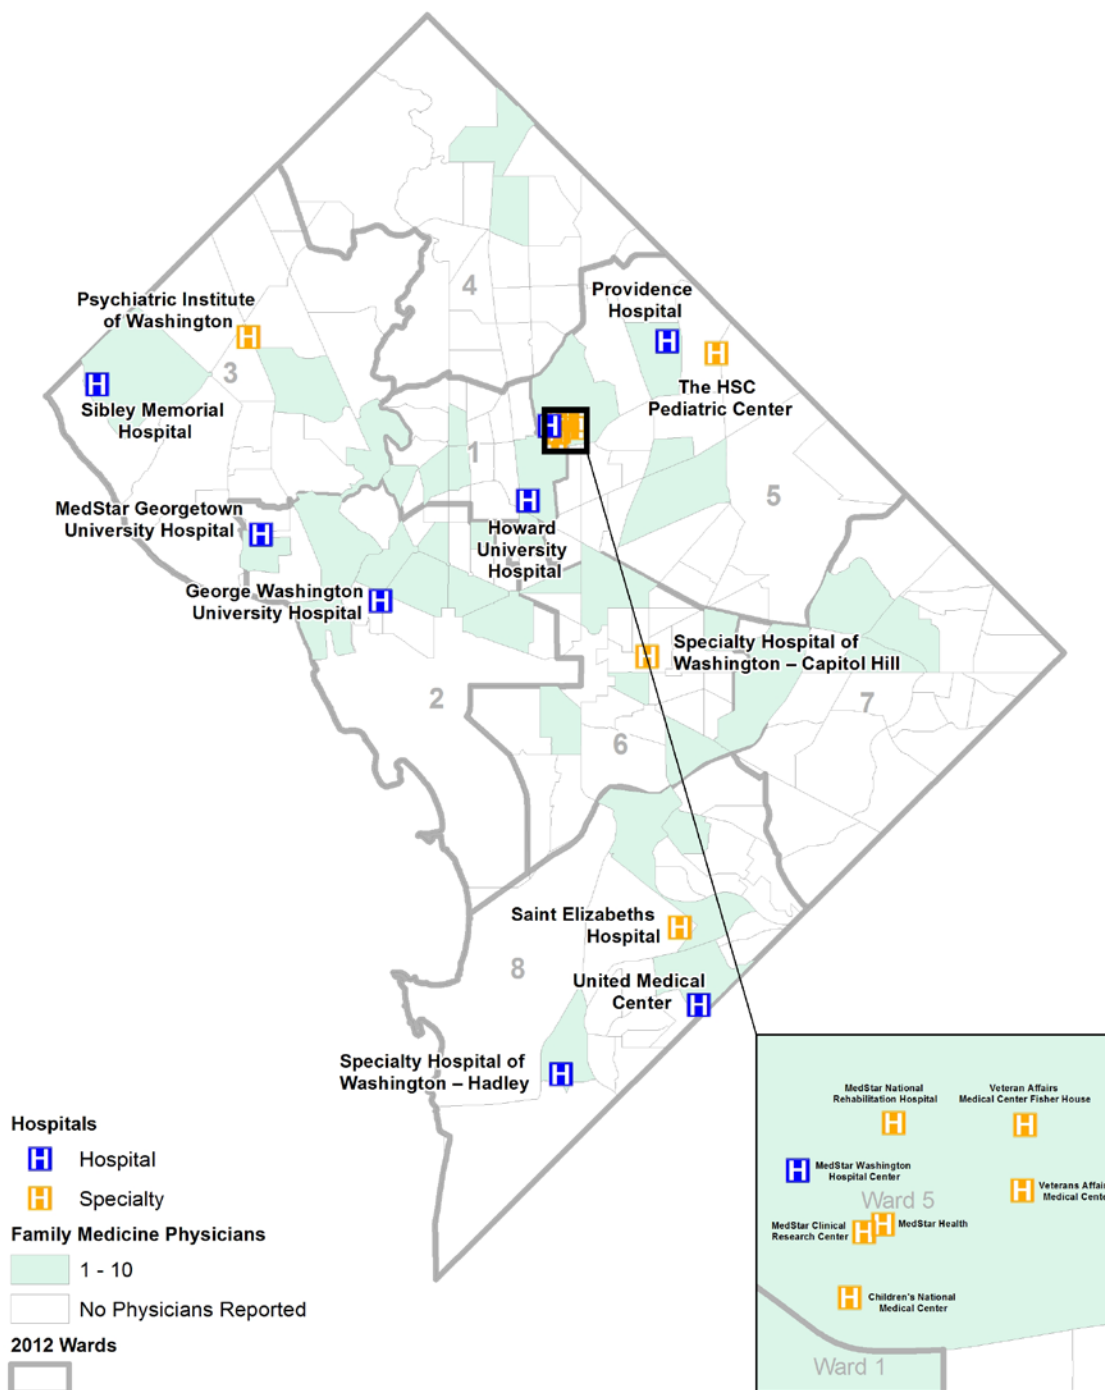 4
Providence
Hospital
Psychiatric Institute
of Washington
H
H
H
3
H
The HSC
Pediatric Center
Sibley Memorial
Hospital
H
1
5
H
MedStar Georgetown
University Hospital
H
Howard
University
Hospital
George Washington
University Hospital
H
Specialty Hospital of
Washington – Capitol Hill
H
2
7
6
Saint Elizabeths
Hospital
H
8
United Medical
Center
H
Specialty Hospital of
Washington – Hadley
H
Hospitals
H Hospital
H Specialty
Family Medicine Physicians
1 - 10
No Physicians Reported
2012 Wards
MedStar National
Rehabilitation Hospital
H
Veteran Affairs
Medical Center Fisher House
H
H
MedStar Washington
Hospital Center
H
Veterans Affair
Medical Cente
Ward 5
MedStar Clinical
Research Center
H
H
MedStar Health
H
Children's National
Medical Center
Ward 1